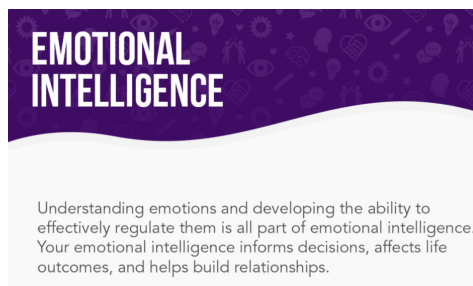 EMOTIONAL
INTELLIGENCE
Understanding emotions and developing the ability to
effectively regulate them is all part of emotional intelligence.
Your emotional intelligence informs decisions, affects life
outcomes, and helps build relationships.